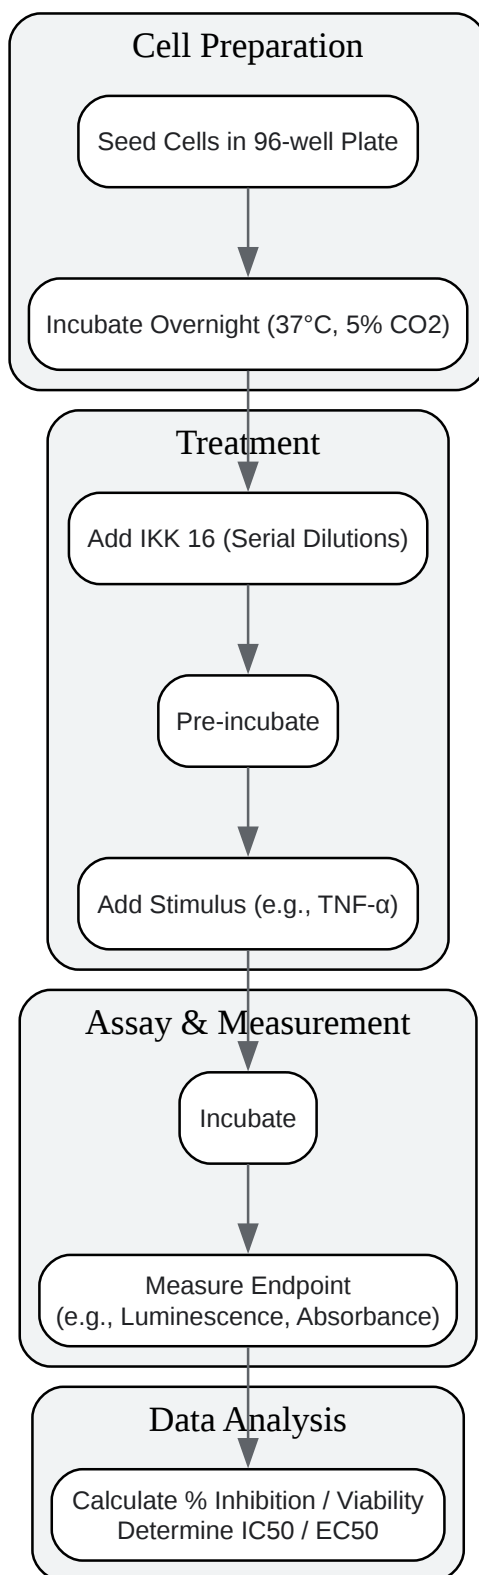 Cell Preparation
Seed Cells in 96-well Plate
Incubate Overnight (37°C, 5% CO2)
Treatment
Add IKK 16 (Serial Dilutions)
Pre-incubate
Add Stimulus (e.g., TNF-α)
Assay & Measurement
Incubate
Measure Endpoint
(e.g., Luminescence, Absorbance)
Data Analysis
Calculate % Inhibition / Viability
Determine IC50 / EC50